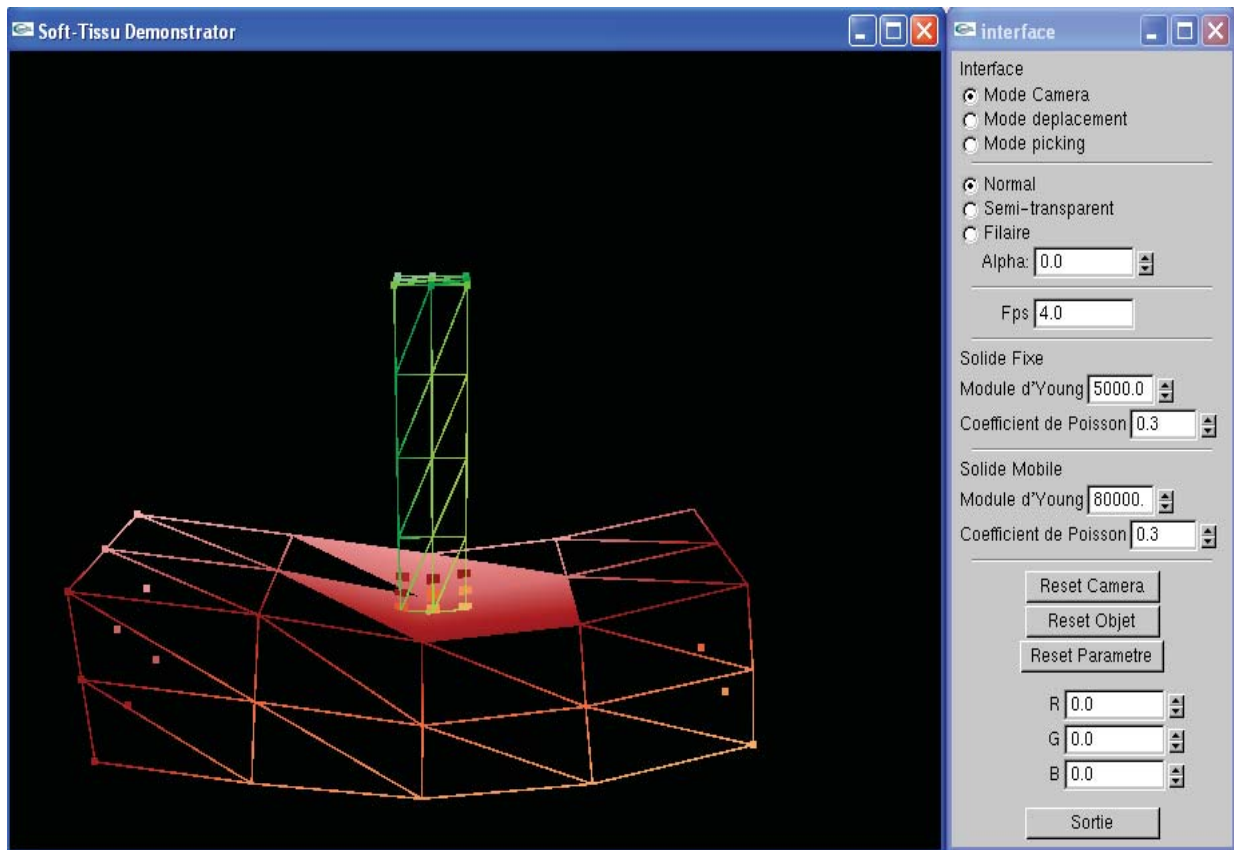 Soft-Tissu Demonstrator
interface
Interface
Mode Camera
Mode deplacement
Mode picking
Normal
Semi-transparent
Filaire
Alpha: 0.0
Fps 4.0
Solide Fixe
Module d'Young 5000.0
Coefficient de Poisson 0.3
Solide Mobile
Module d'Young 80000.
Coefficient de Poisson 0.3
Reset Camera
Reset Objet
Reset Parametre
R 0.0
G 0.0
B 0.0
Sortie